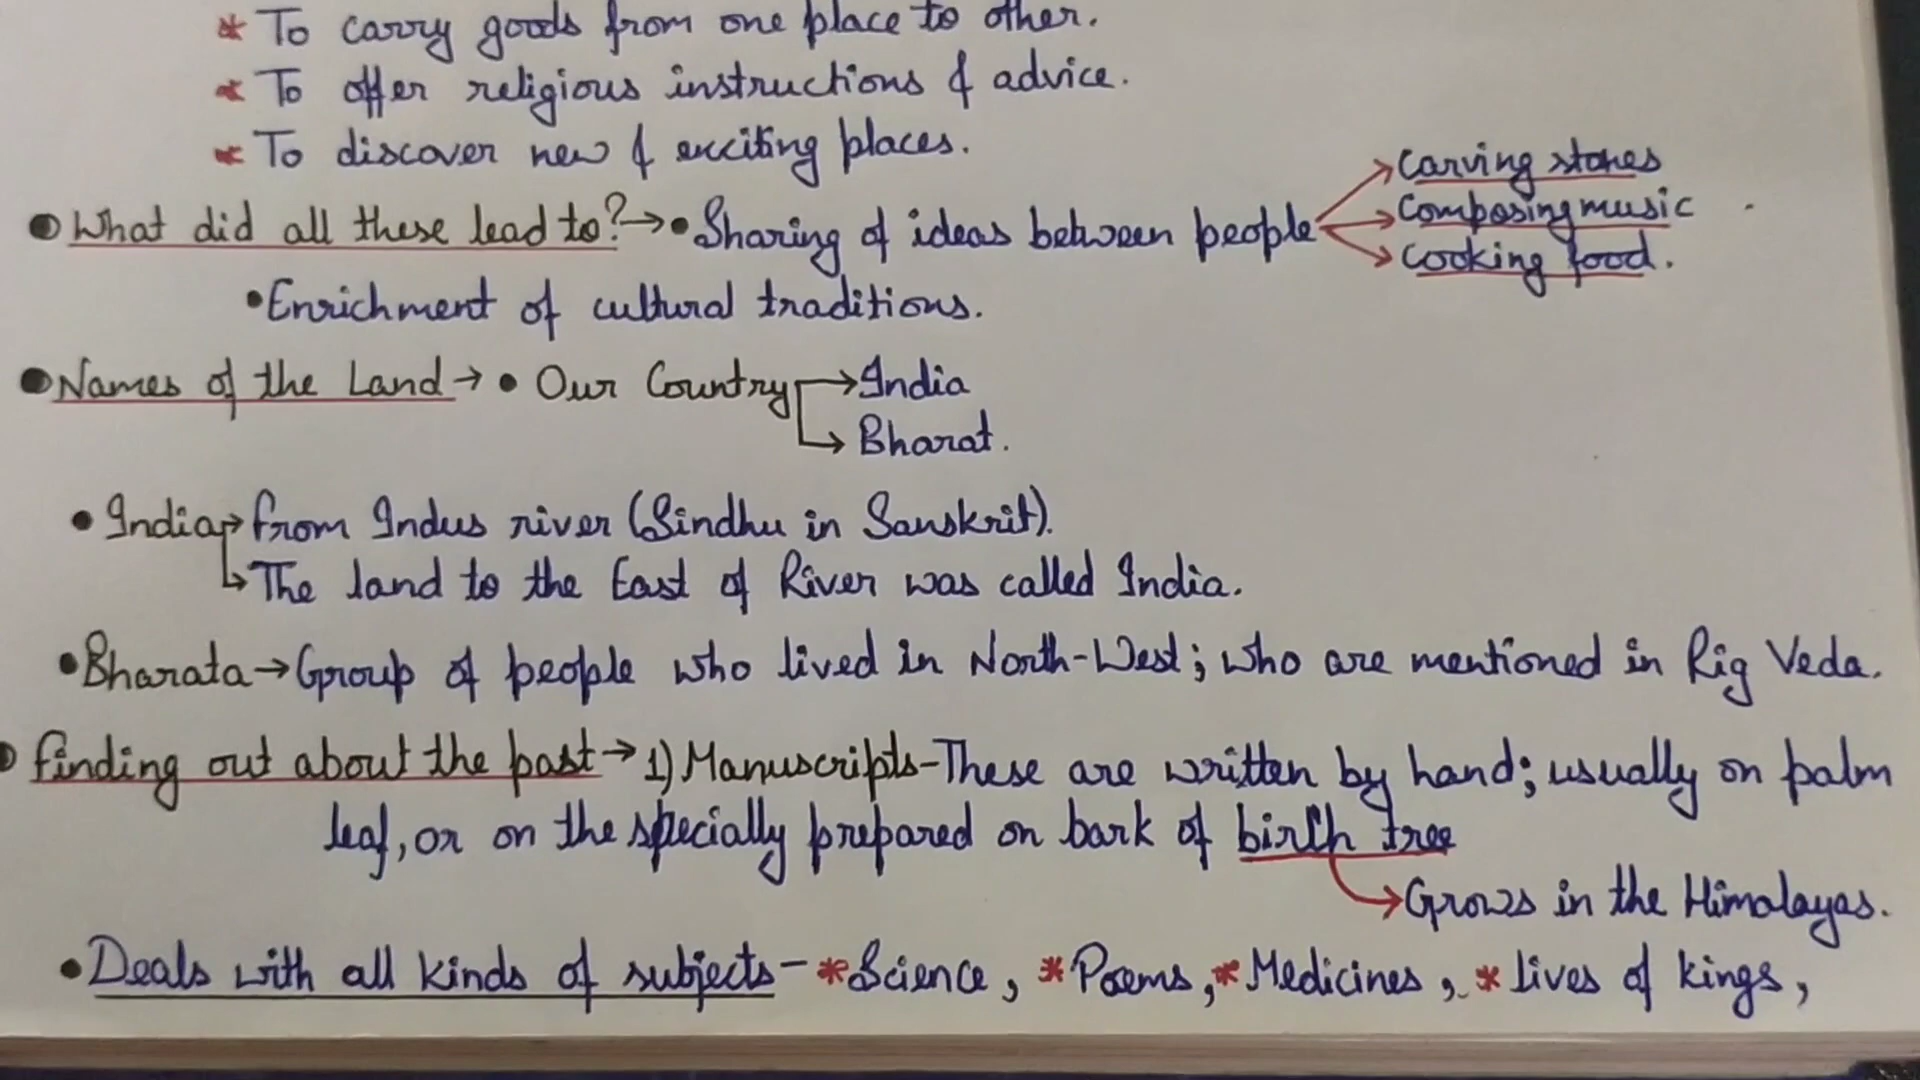 * To carry goods from one place to other.
* To offer religious instructions & advice.
* To discover new & exciting places.
• What did all these lead to? → • Sharing of ideas between people → Carving stones
→ Composing music
→ Cooking food.
• Enrichment of cultural traditions.
• Names of the Land → • Our Country → India
→ Bharat.
• India → from Indus river (Sindhu in Sanskrit).
→ The land to the East of River was called India.
• Bharata → Group of people who lived in North-West; who are mentioned in Rig Veda.
• finding out about the past → 1) Manuscripts - These are written by hand; usually on palm
leaf, or on the specially prepared on bark of birth tree
→ Grows in the Himalayas.
• Deals with all kinds of subjects - * Science, * Poems, * Medicines, * lives of kings,